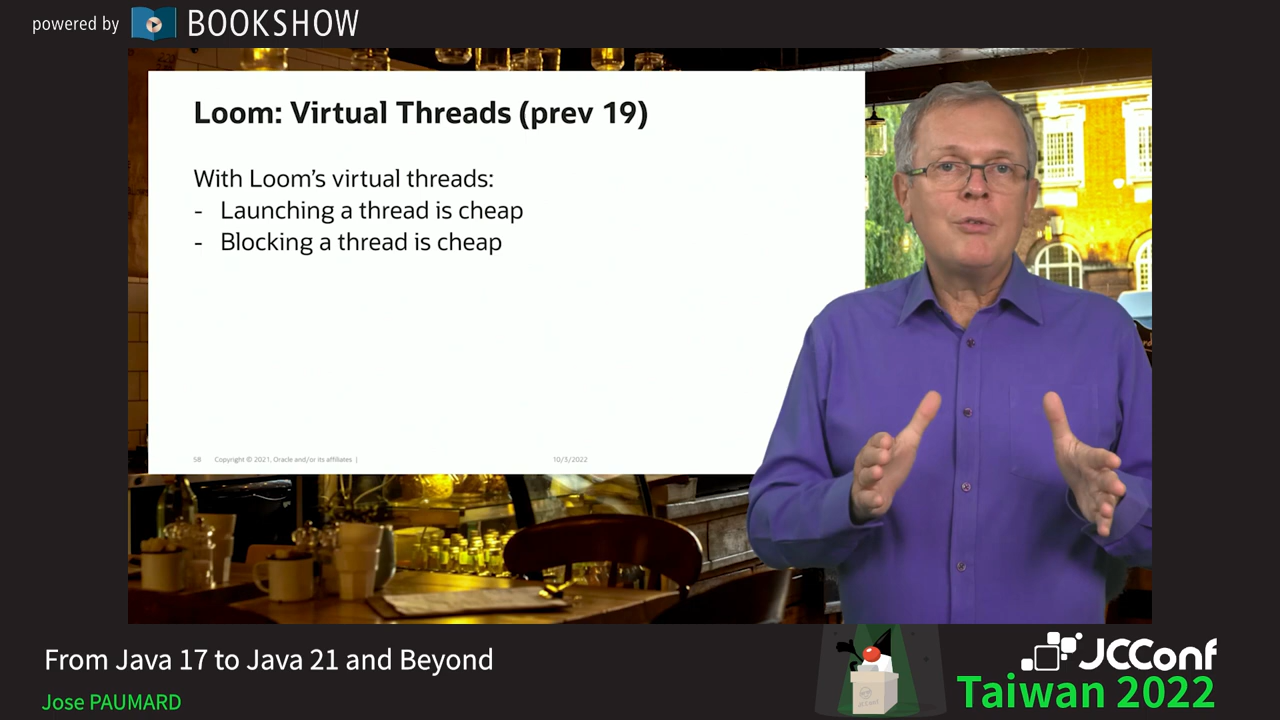 powered by BOOKSHOW
Loom: Virtual Threads (prev 19)
With Loom's virtual threads:
- Launching a thread is cheap
- Blocking a thread is cheap
58 Copyright © 2021, Oracle and/or its affiliates | 10/3/2022
From Java 17 to Java 21 and Beyond
Jose PAUMARD
JCConf
JCConf
Taiwan 2022